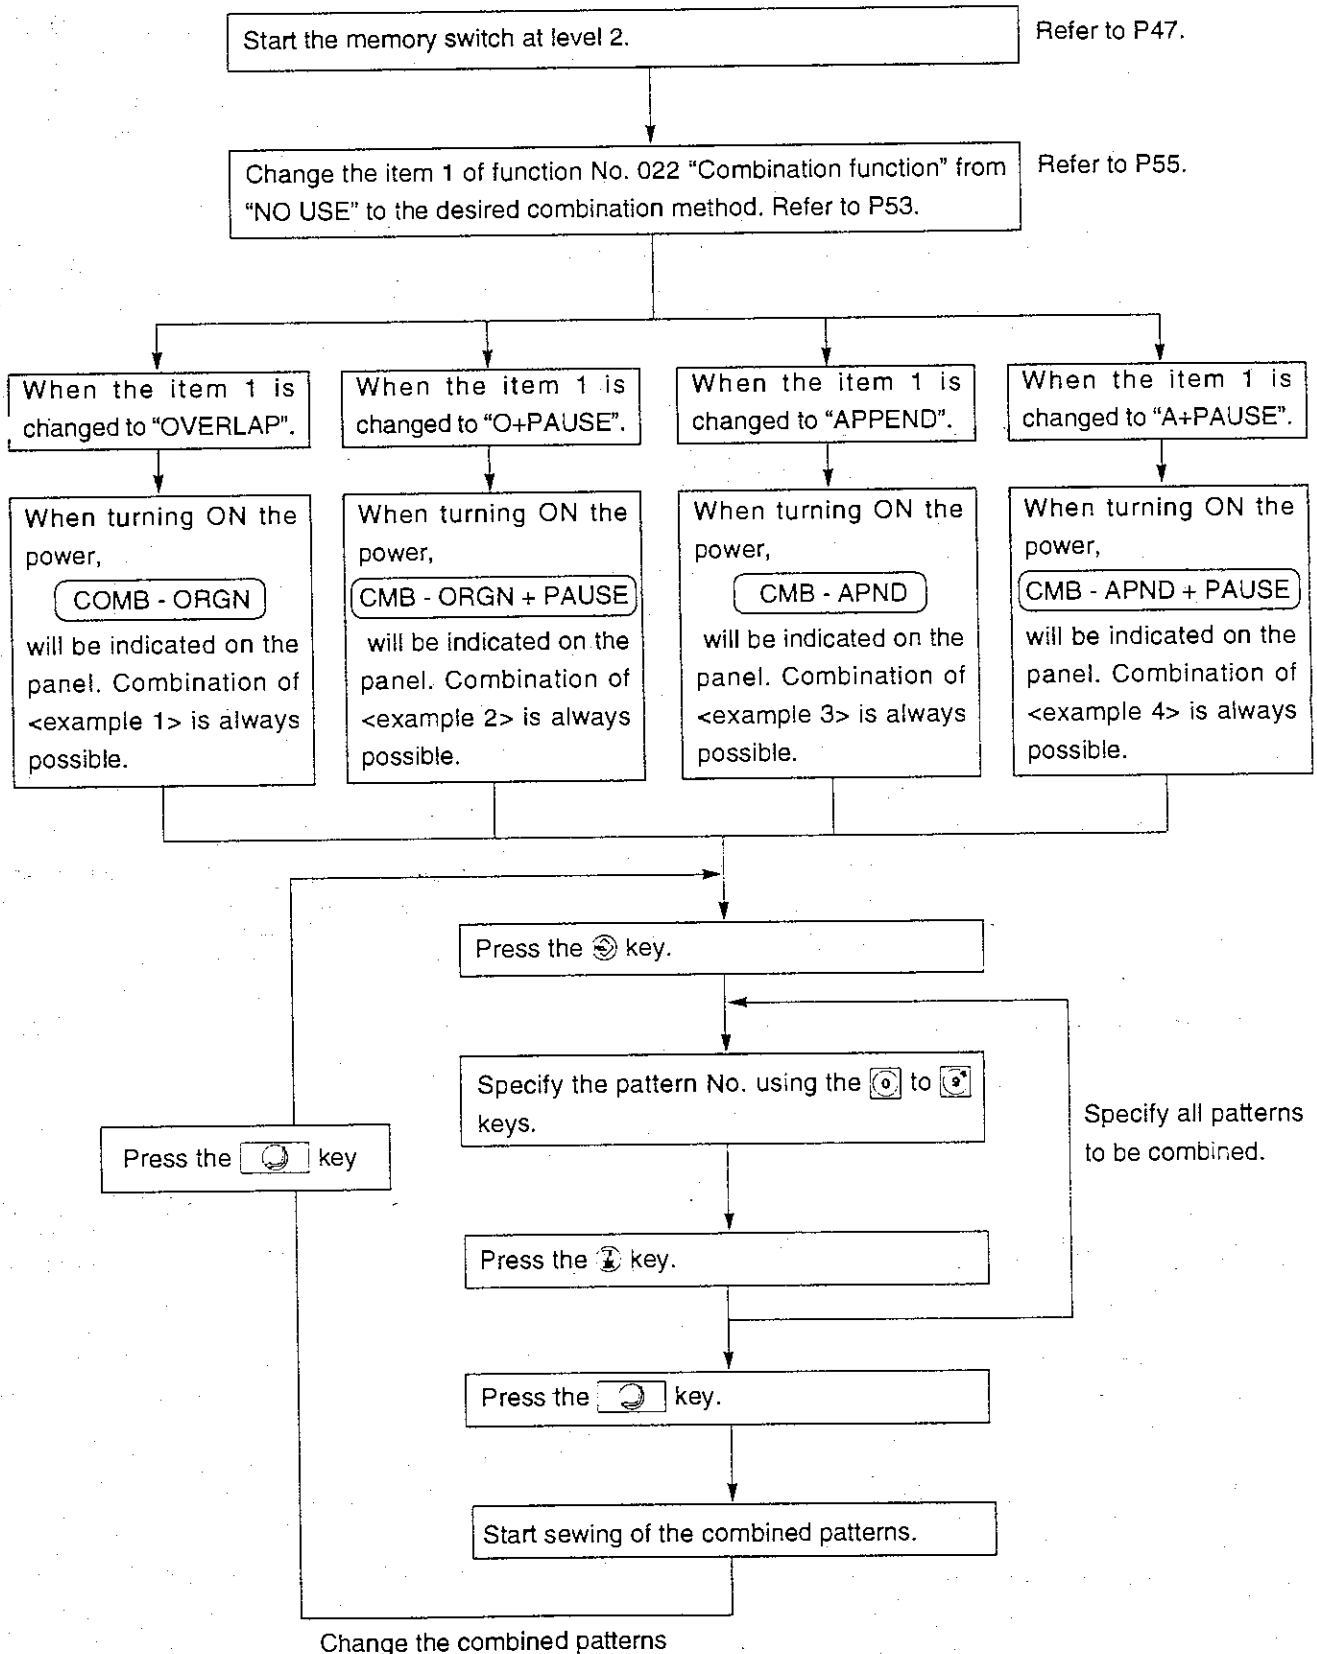 Start the memory switch at level 2.
Refer to P47.
Change the item 1 of function No. 022 “Combination function” from
“NO USE” to the desired combination method. Refer to P53.
Refer to P55.
When the item 1 is
changed to “OVERLAP”.
When the item 1 is
changed to “O+PAUSE”.
When the item 1 is
changed to “APPEND”.
When the item 1 is
changed to “A+PAUSE”.
When turning ON the
power,
COMB - ORGN
will be indicated on the
panel. Combination of
<example 1> is always
possible.
When turning ON the
power,
CMB - ORGN + PAUSE
will be indicated on the
panel. Combination of
<example 2> is always
possible.
When turning ON the
power,
CMB - APND
will be indicated on the
panel. Combination of
<example 3> is always
possible.
When turning ON the
power,
CMB - APND + PAUSE
will be indicated on the
panel. Combination of
<example 4> is always
possible.
Press the key.
Specify the pattern No. using the 0 to 9
keys.
Specify all patterns
to be combined.
Press the key
Press the key.
Press the key.
Start sewing of the combined patterns.
Change the combined patterns